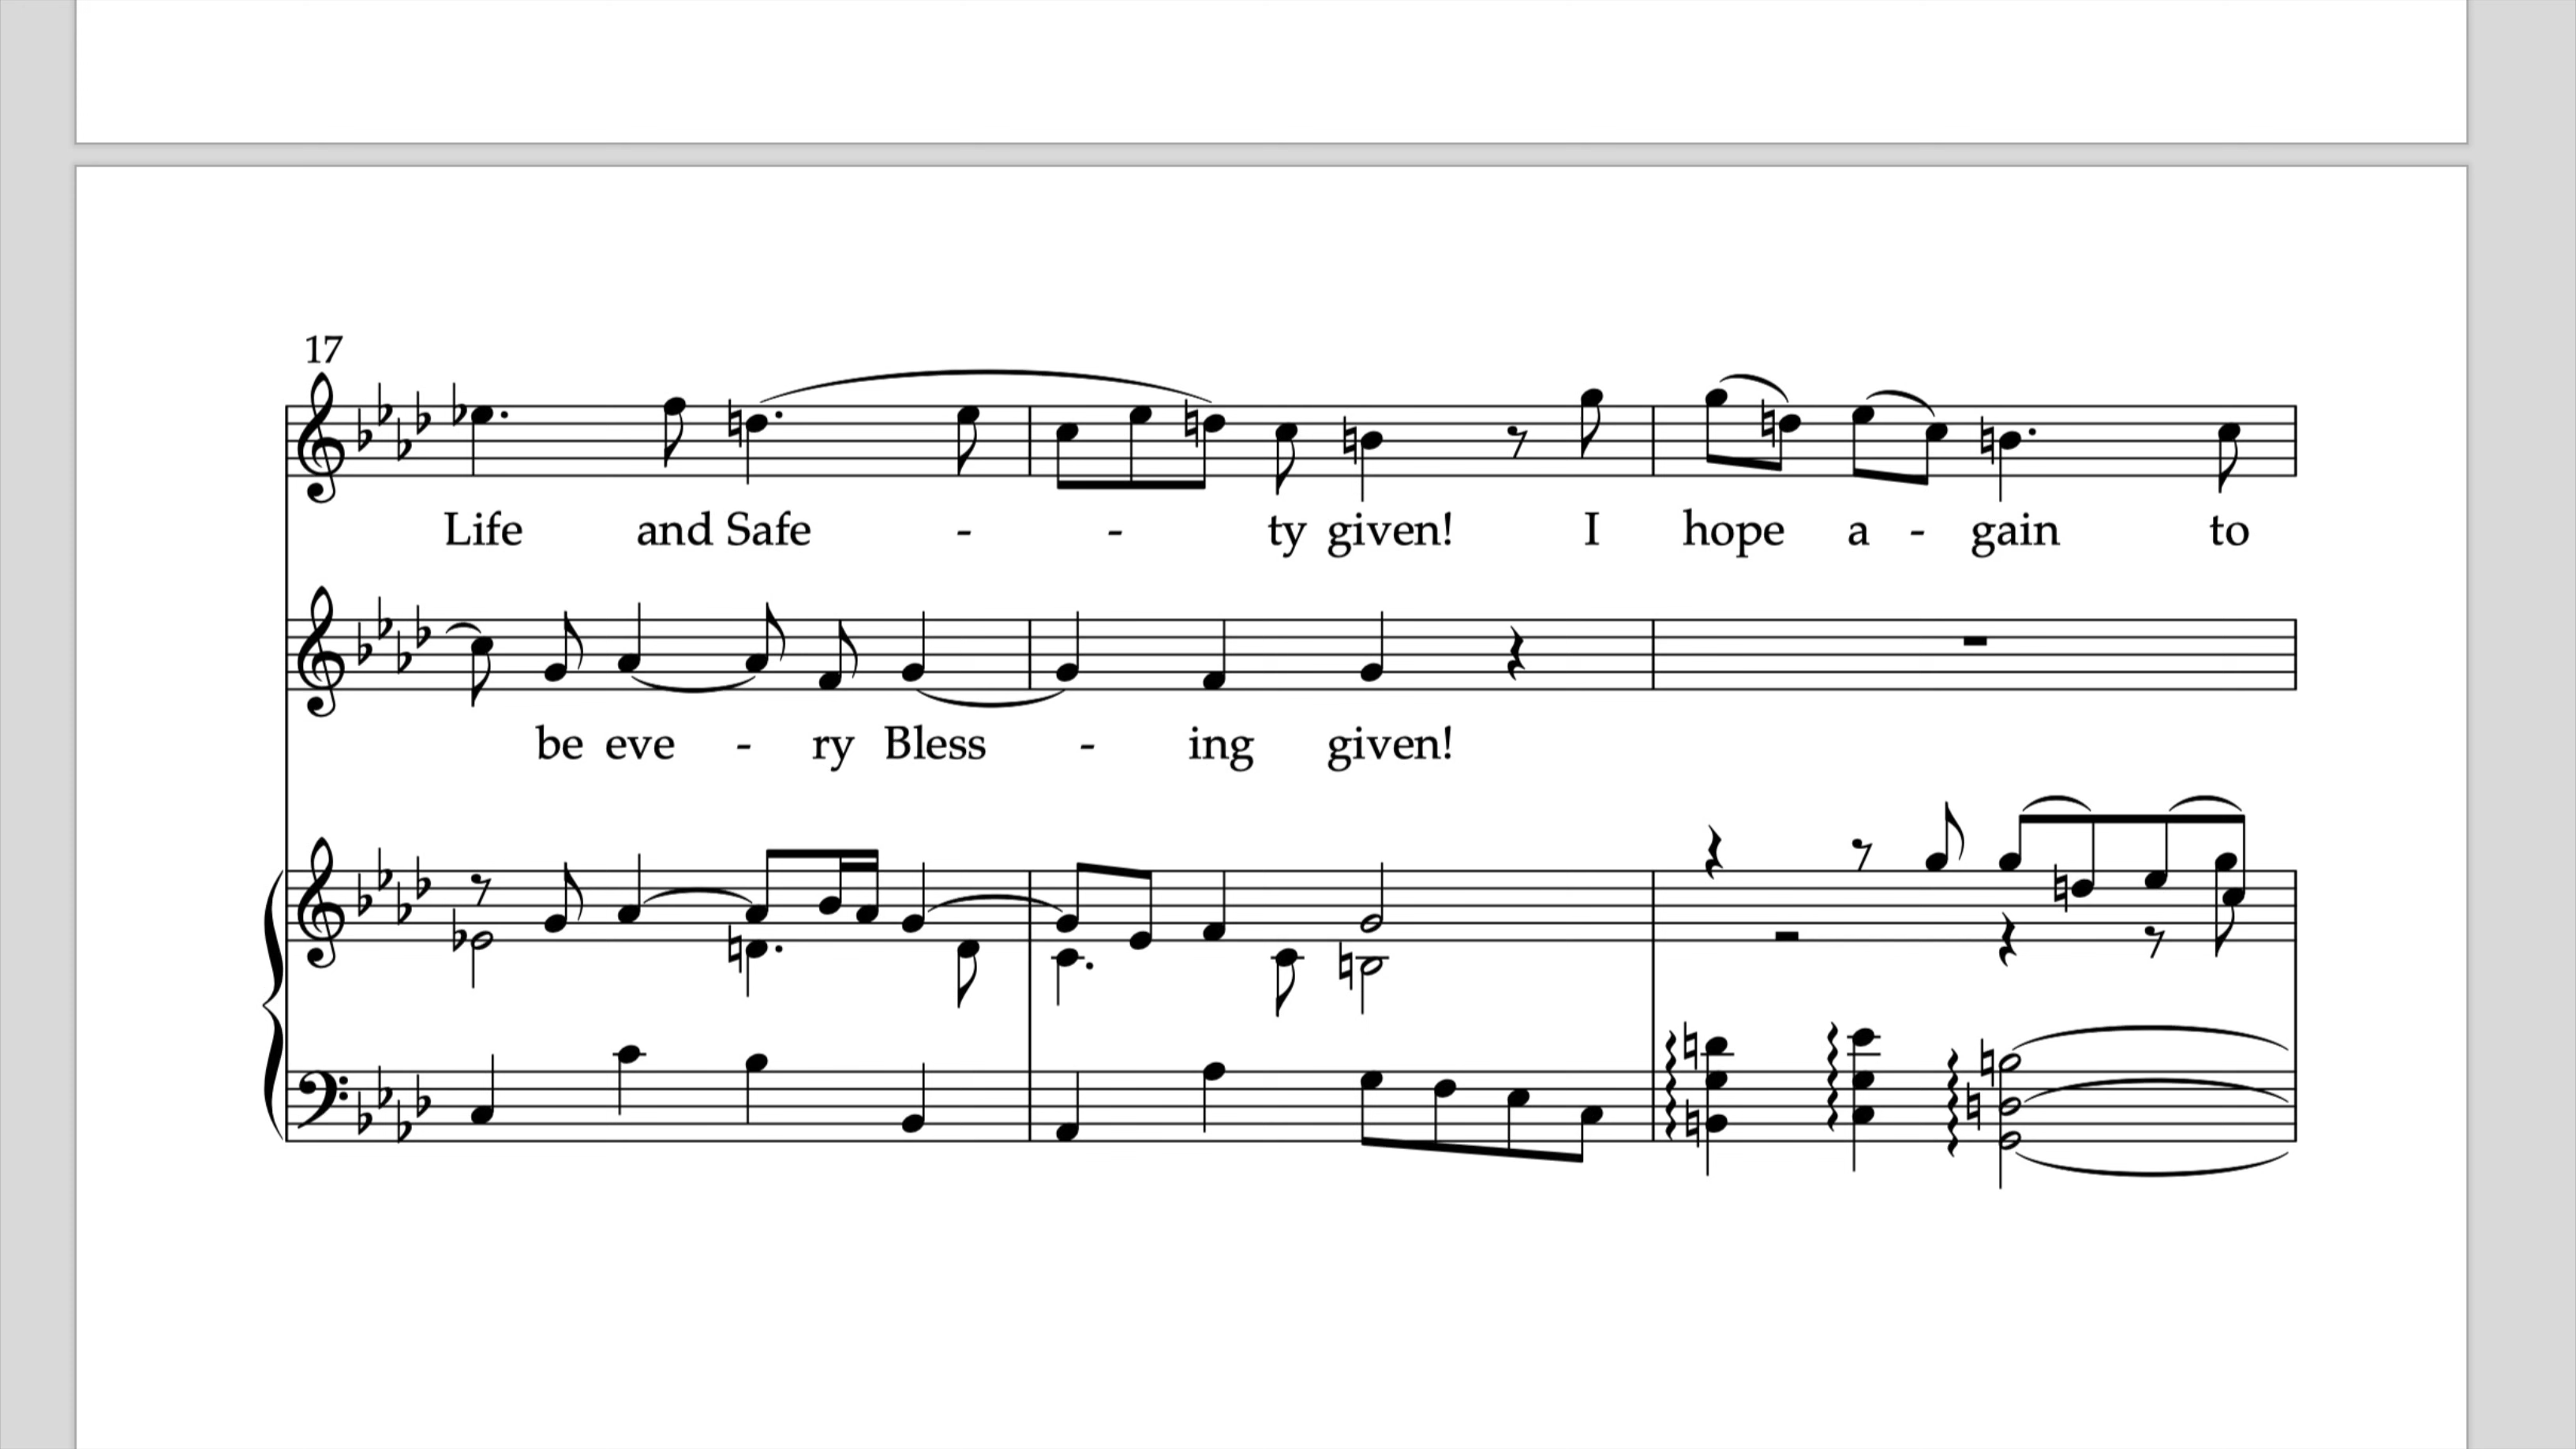 17
Life and Safe - - ty given! I hope a - gain to
be eve - ry Bless - ing given!